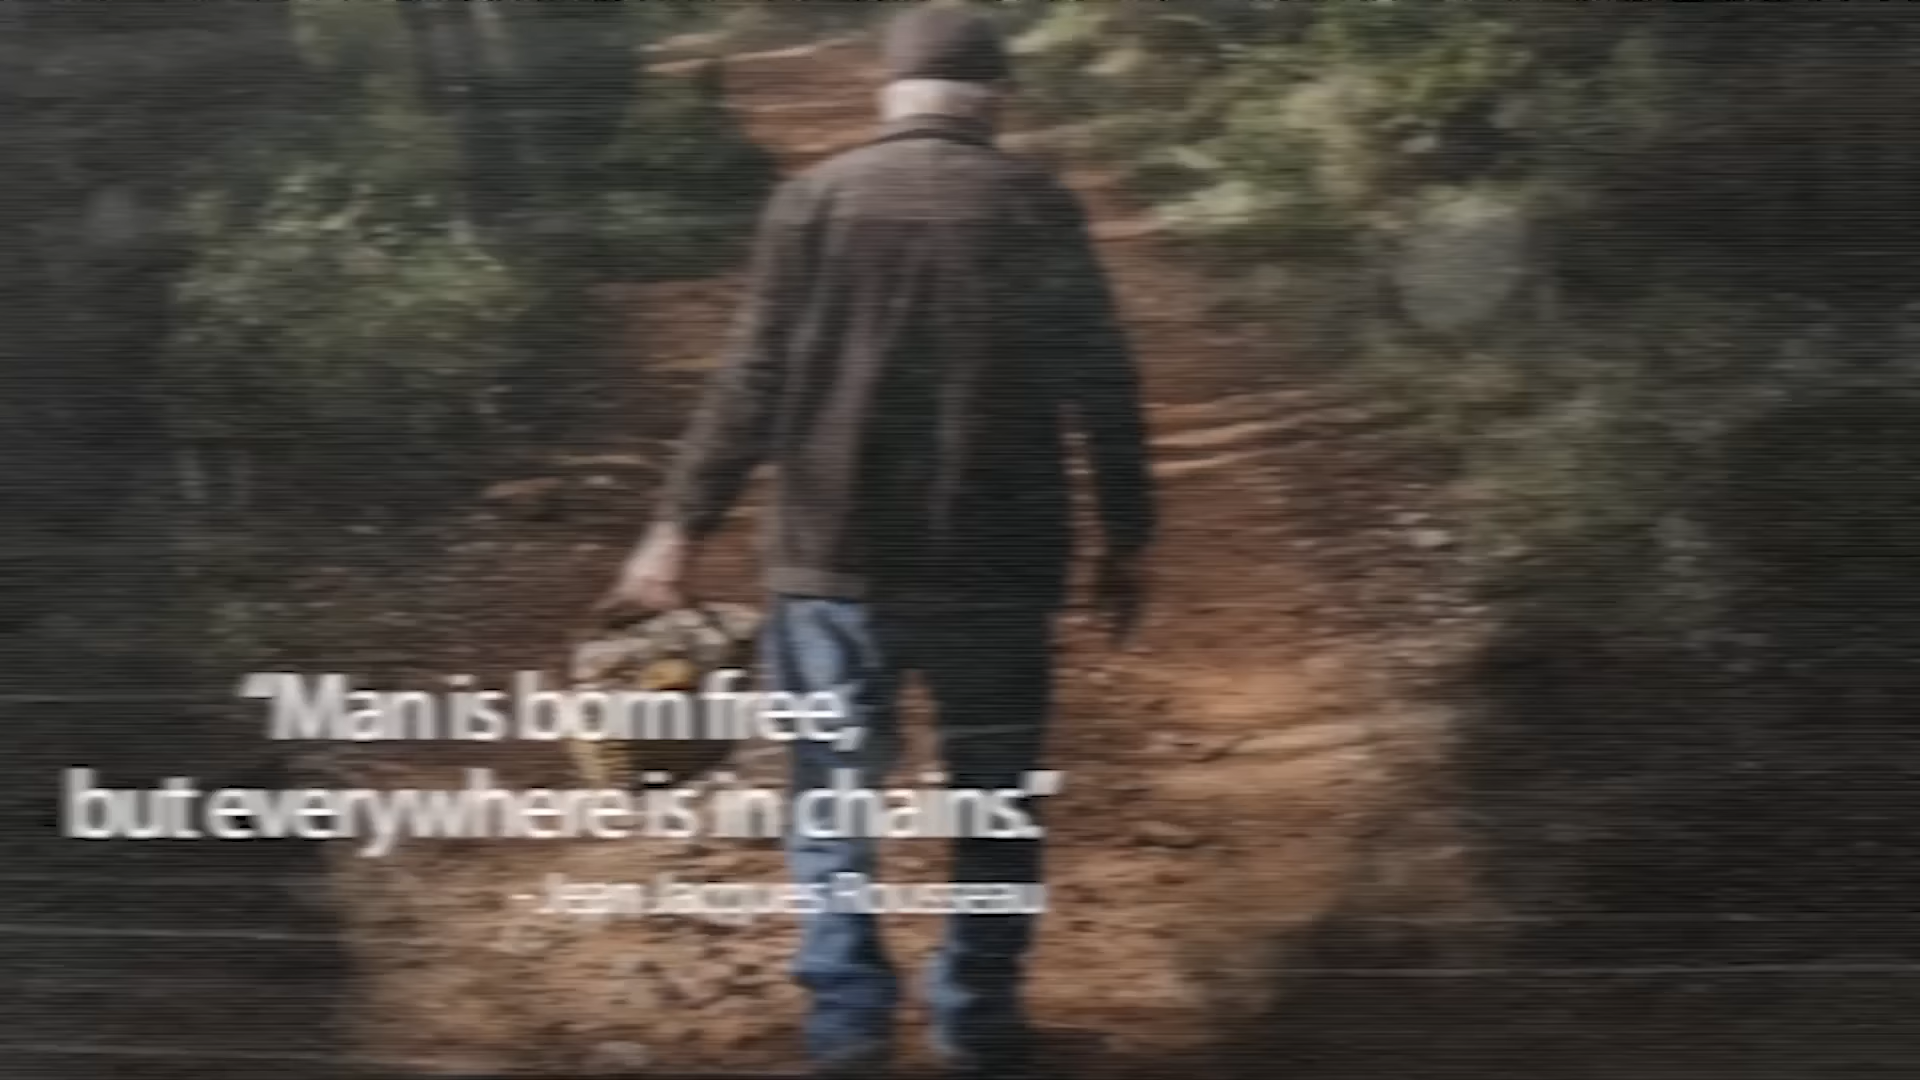 “Man is born free,
but everywhere is in chains.”
- Jean Jacques Rousseau